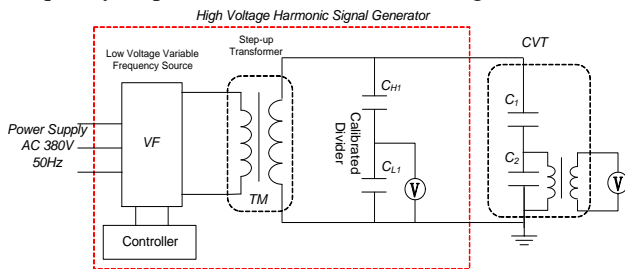 High Voltage Harmonic Signal Generator
Step-up
Transformer
CVT
Low Voltage Variable
Frequency Source
CH1
C1
Power Supply
AC 380V
50Hz
VF
Calibrated
Divider
CL1
V
C2
V
TM
Controller